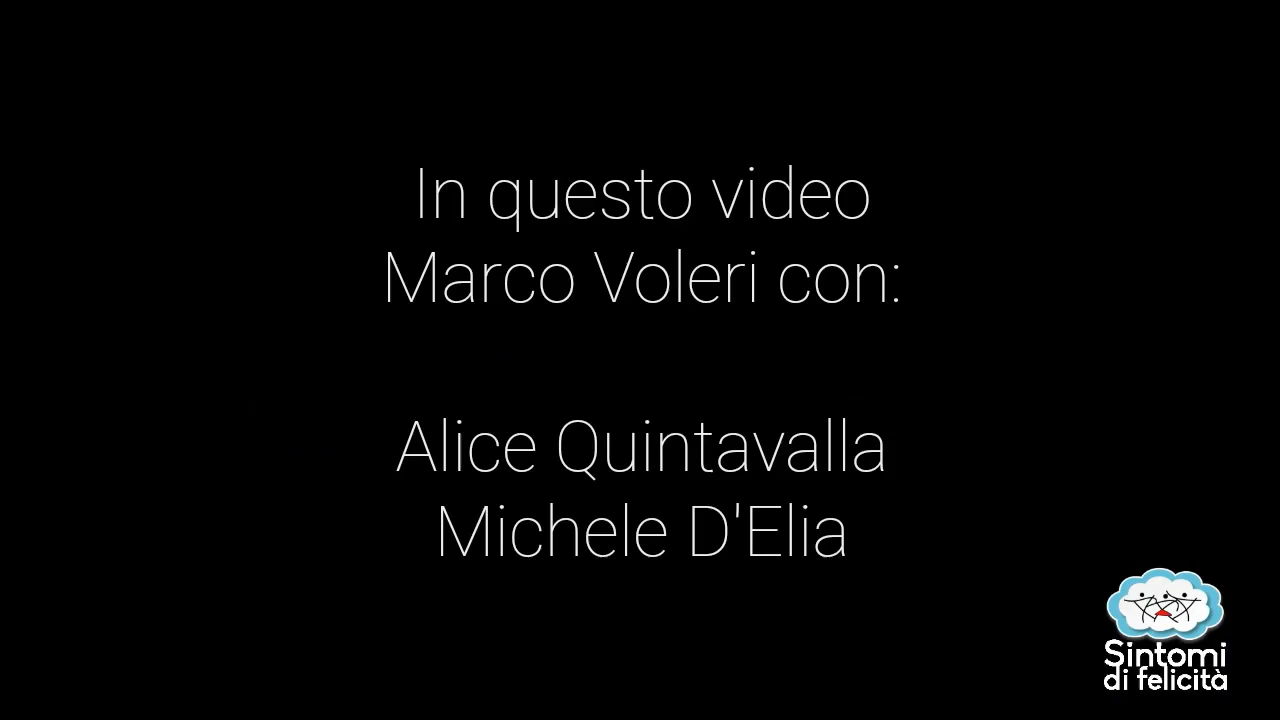 In questo video
Marco Voleri con:
Alice Quintavalla
Michele D'Elia
Sintomi
di felicità